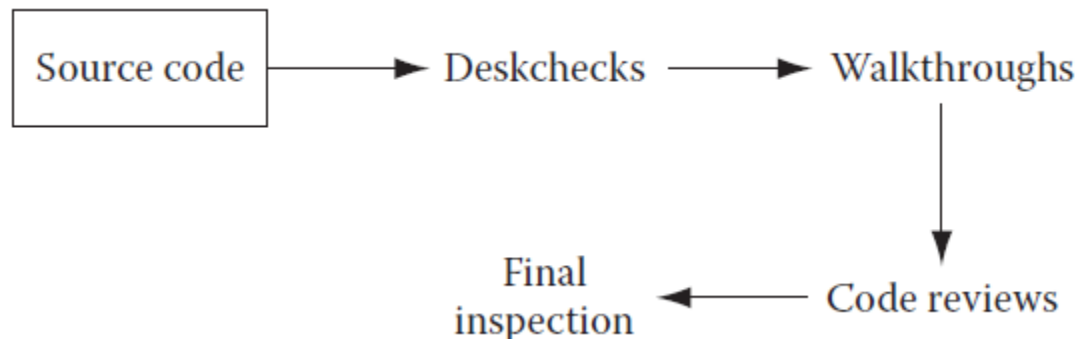 Source code
Deskchecks
Walkthroughs
Code reviews
Final
inspection